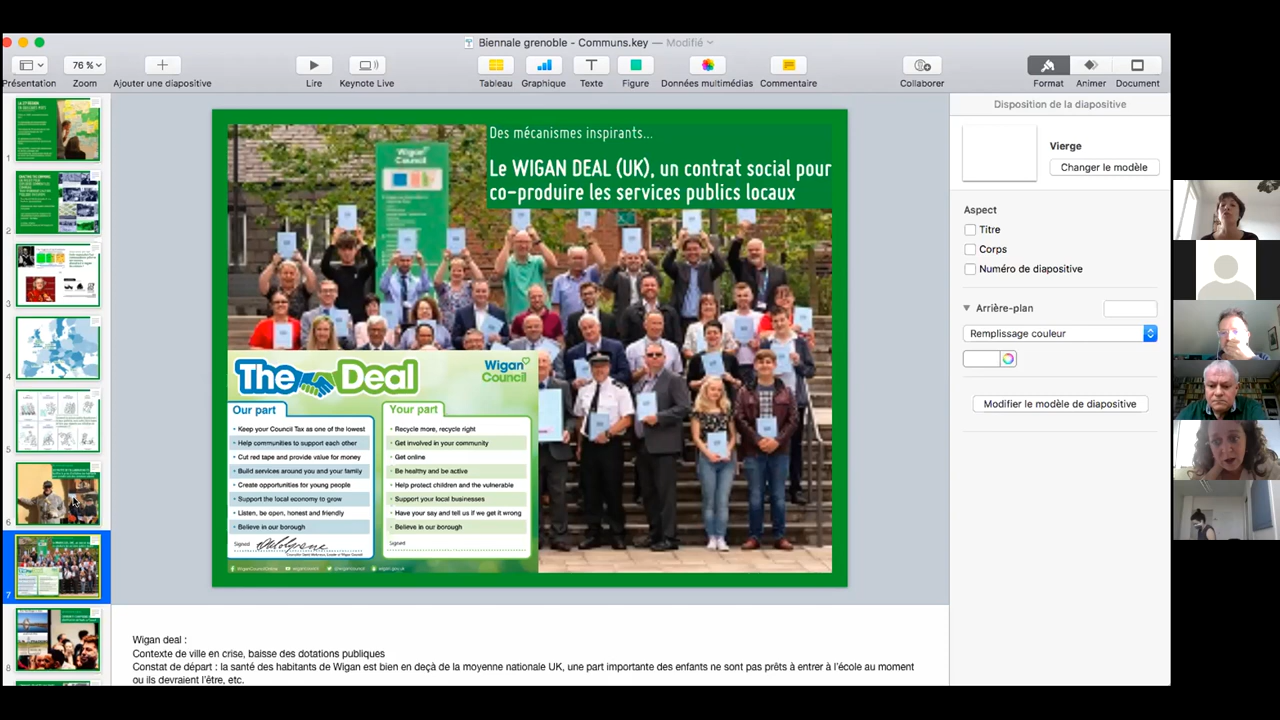 Biennale grenoble - Communs.key — Modifié
76 %
Présentation
Zoom
Ajouter une diapositive
Lire
Keynote Live
Tableau
Graphique
Texte
Figure
Données multimédias
Commentaire
Collaborer
Format
Animer
Document
1
2
3
4
5
6
7
8
Des mécanismes inspirants...
Le WIGAN DEAL (UK), un contrat social pour
co-produire les services publics locaux
Wigan
Council
The Deal
Wigan
Council
Our part
• Keep your Council Tax as one of the lowest
• Help communities to support each other
• Cut red tape and provide value for money
• Build services around you and your family
• Create opportunities for young people
• Support the local economy to grow
• Listen, be open, honest and friendly
• Believe in our borough
Signed
Your part
• Recycle more, recycle right
• Get involved in your community
• Get online
• Be healthy and be active
• Help protect children and the vulnerable
• Support your local businesses
• Have your say and tell us if we get it wrong
• Believe in our borough
Signed
Disposition de la diapositive
Vierge
Changer le modèle
Aspect
Titre
Corps
Numéro de diapositive
Arrière-plan
Remplissage couleur
Modifier le modèle de diapositive
Wigan deal :
Contexte de ville en crise, baisse des dotations publiques
Constat de départ : la santé des habitants de Wigan est bien en deçà de la moyenne nationale UK, une part importante des enfants ne sont pas prêts à entrer à l'école au moment
ou ils devraient l'être, etc.